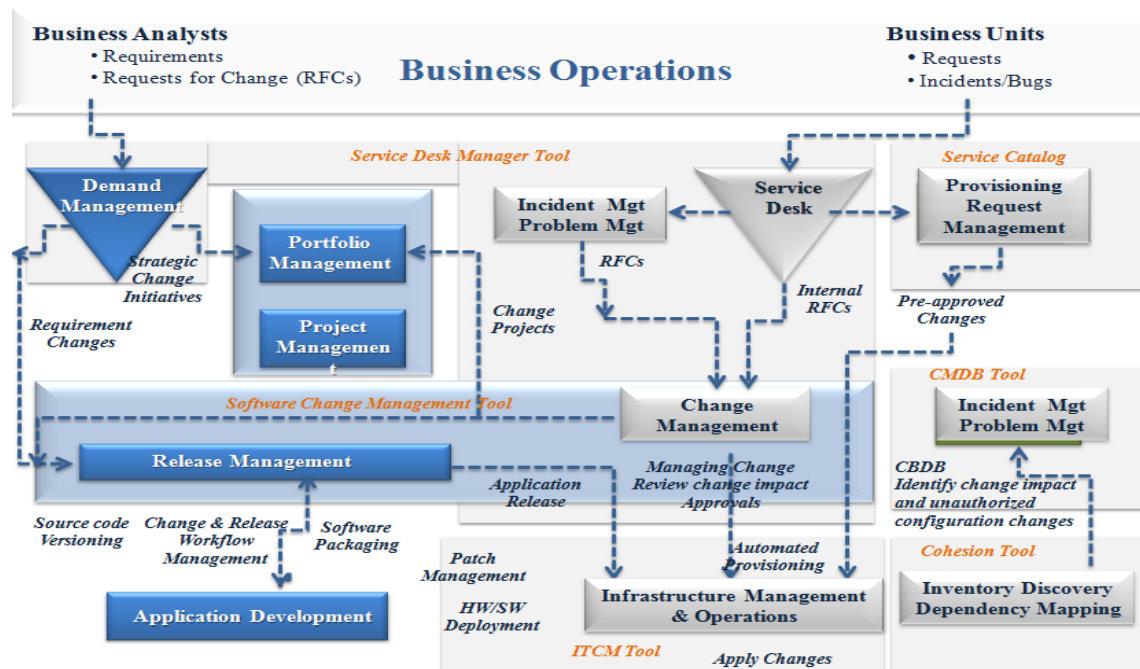 Business Analysts
• Requirements
• Requests for Change (RFCs)
Business Operations
Business Units
• Requests
• Incidents/Bugs
Service Desk Manager Tool
Service Catalog
Demand
Management
Strategic
Change
Initiatives
Requirement
Changes
Portfolio
Management
Project
Managemen
t
Incident Mgt
Problem Mgt
RFCs
Change
Projects
Service
Desk
Internal
RFCs
Provisioning
Request
Management
Pre-approved
Changes
Software Change Management Tool
Change
Management
Release Management
Managing Change
Review change impact
Approvals
Application
Release
CMDB Tool
Incident Mgt
Problem Mgt
CBDB
Identify change impact
and unauthorized
configuration changes
Source code
Versioning
Change & Release
Workflow
Management
Software
Packaging
Application Development
Patch
Management
HW/SW
Deployment
Automated
Provisioning
Infrastructure Management
& Operations
ITCM Tool
Apply Changes
Cohesion Tool
Inventory Discovery
Dependency Mapping